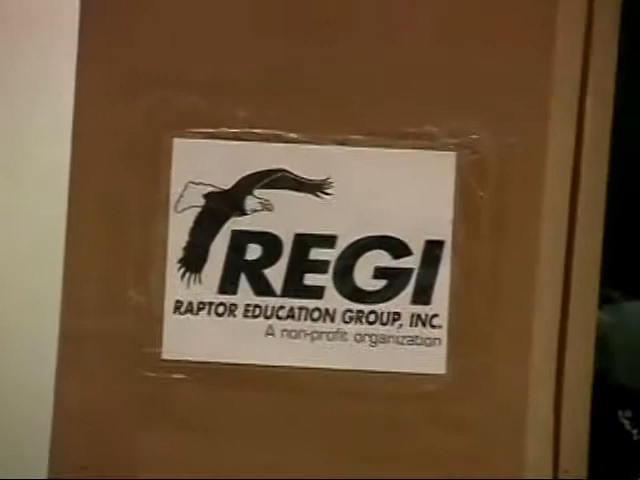 REGI
RAPTOR EDUCATION GROUP, INC.
A non-profit organization